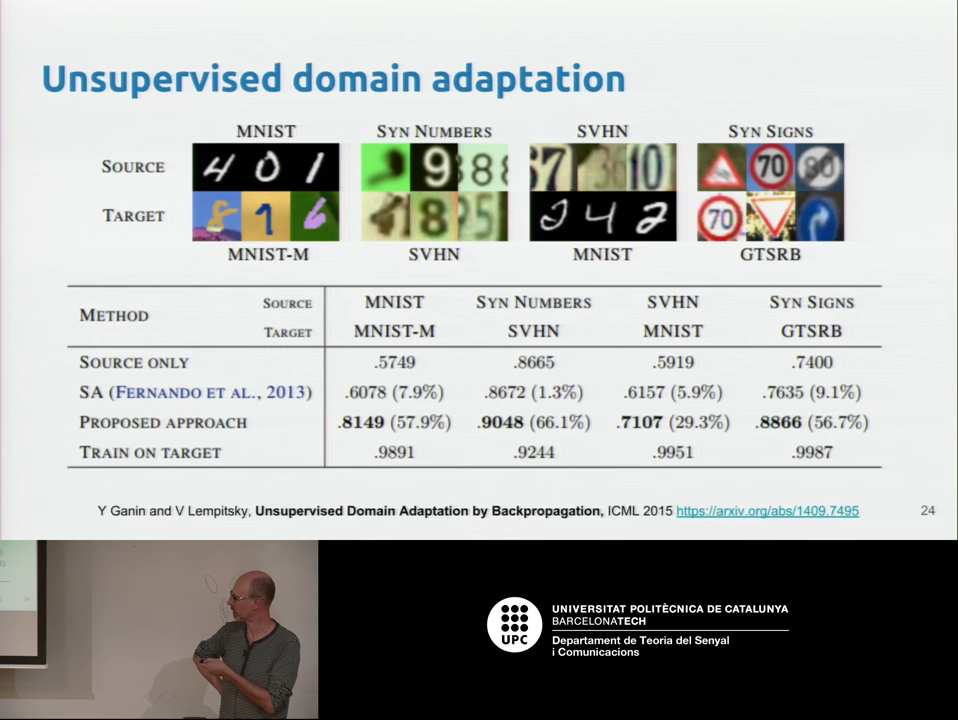 Unsupervised domain adaptation
MNIST SYN NUMBERS SVHN SYN SIGNS
SOURCE
TARGET
MNIST-M SVHN MNIST GTSRB
METHOD SOURCE MNIST SYN NUMBERS SVHN SYN SIGNS
TARGET MNIST-M SVHN MNIST GTSRB
SOURCE ONLY .5749 .8665 .5919 .7400
SA (FERNANDO ET AL., 2013) .6078 (7.9%) .8672 (1.3%) .6157 (5.9%) .7635 (9.1%)
PROPOSED APPROACH .8149 (57.9%) .9048 (66.1%) .7107 (29.3%) .8866 (56.7%)
TRAIN ON TARGET .9891 .9244 .9951 .9987
Y Ganin and V Lempitsky, Unsupervised Domain Adaptation by Backpropagation, ICML 2015 https://arxiv.org/abs/1409.7495 24
UPC
UNIVERSITAT POLITÈCNICA DE CATALUNYA
BARCELONATECH
Departament de Teoria del Senyal
i Comunicacions